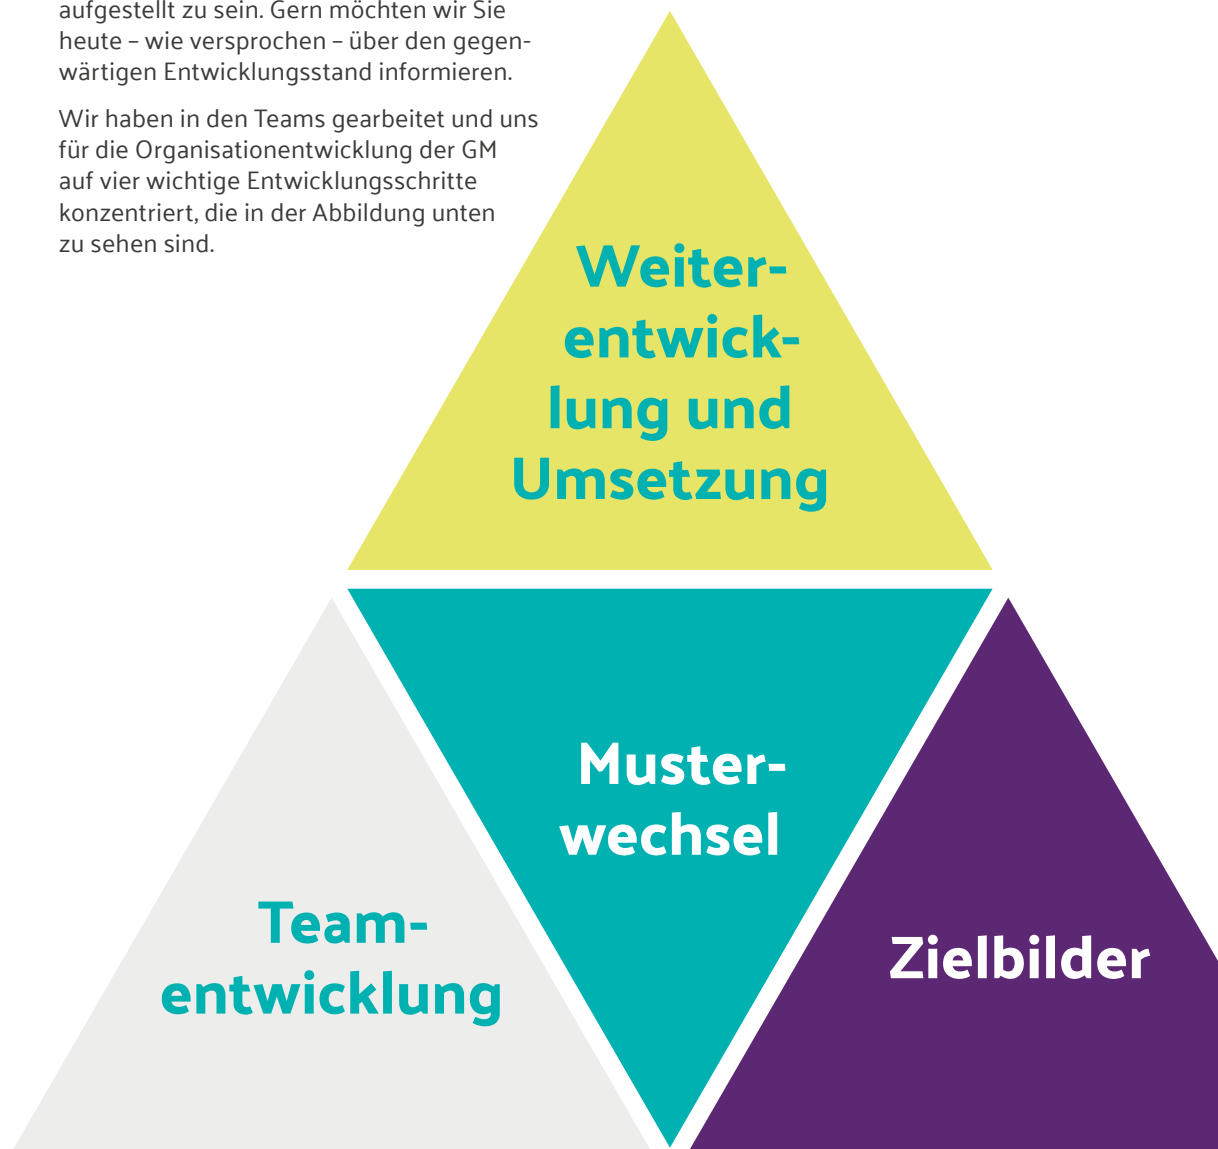 aufgestellt zu sein. Gern möchten wir Sie
heute – wie versprochen – über den gegen-
wärtigen Entwicklungsstand informieren.
Wir haben in den Teams gearbeitet und uns
für die Organisationentwicklung der GM
auf vier wichtige Entwicklungsschritte
konzentriert, die in der Abbildung unten
zu sehen sind.
Weiter-
entwick-
lung und
Umsetzung
Muster-
wechsel
Team-
entwicklung
Zielbilder